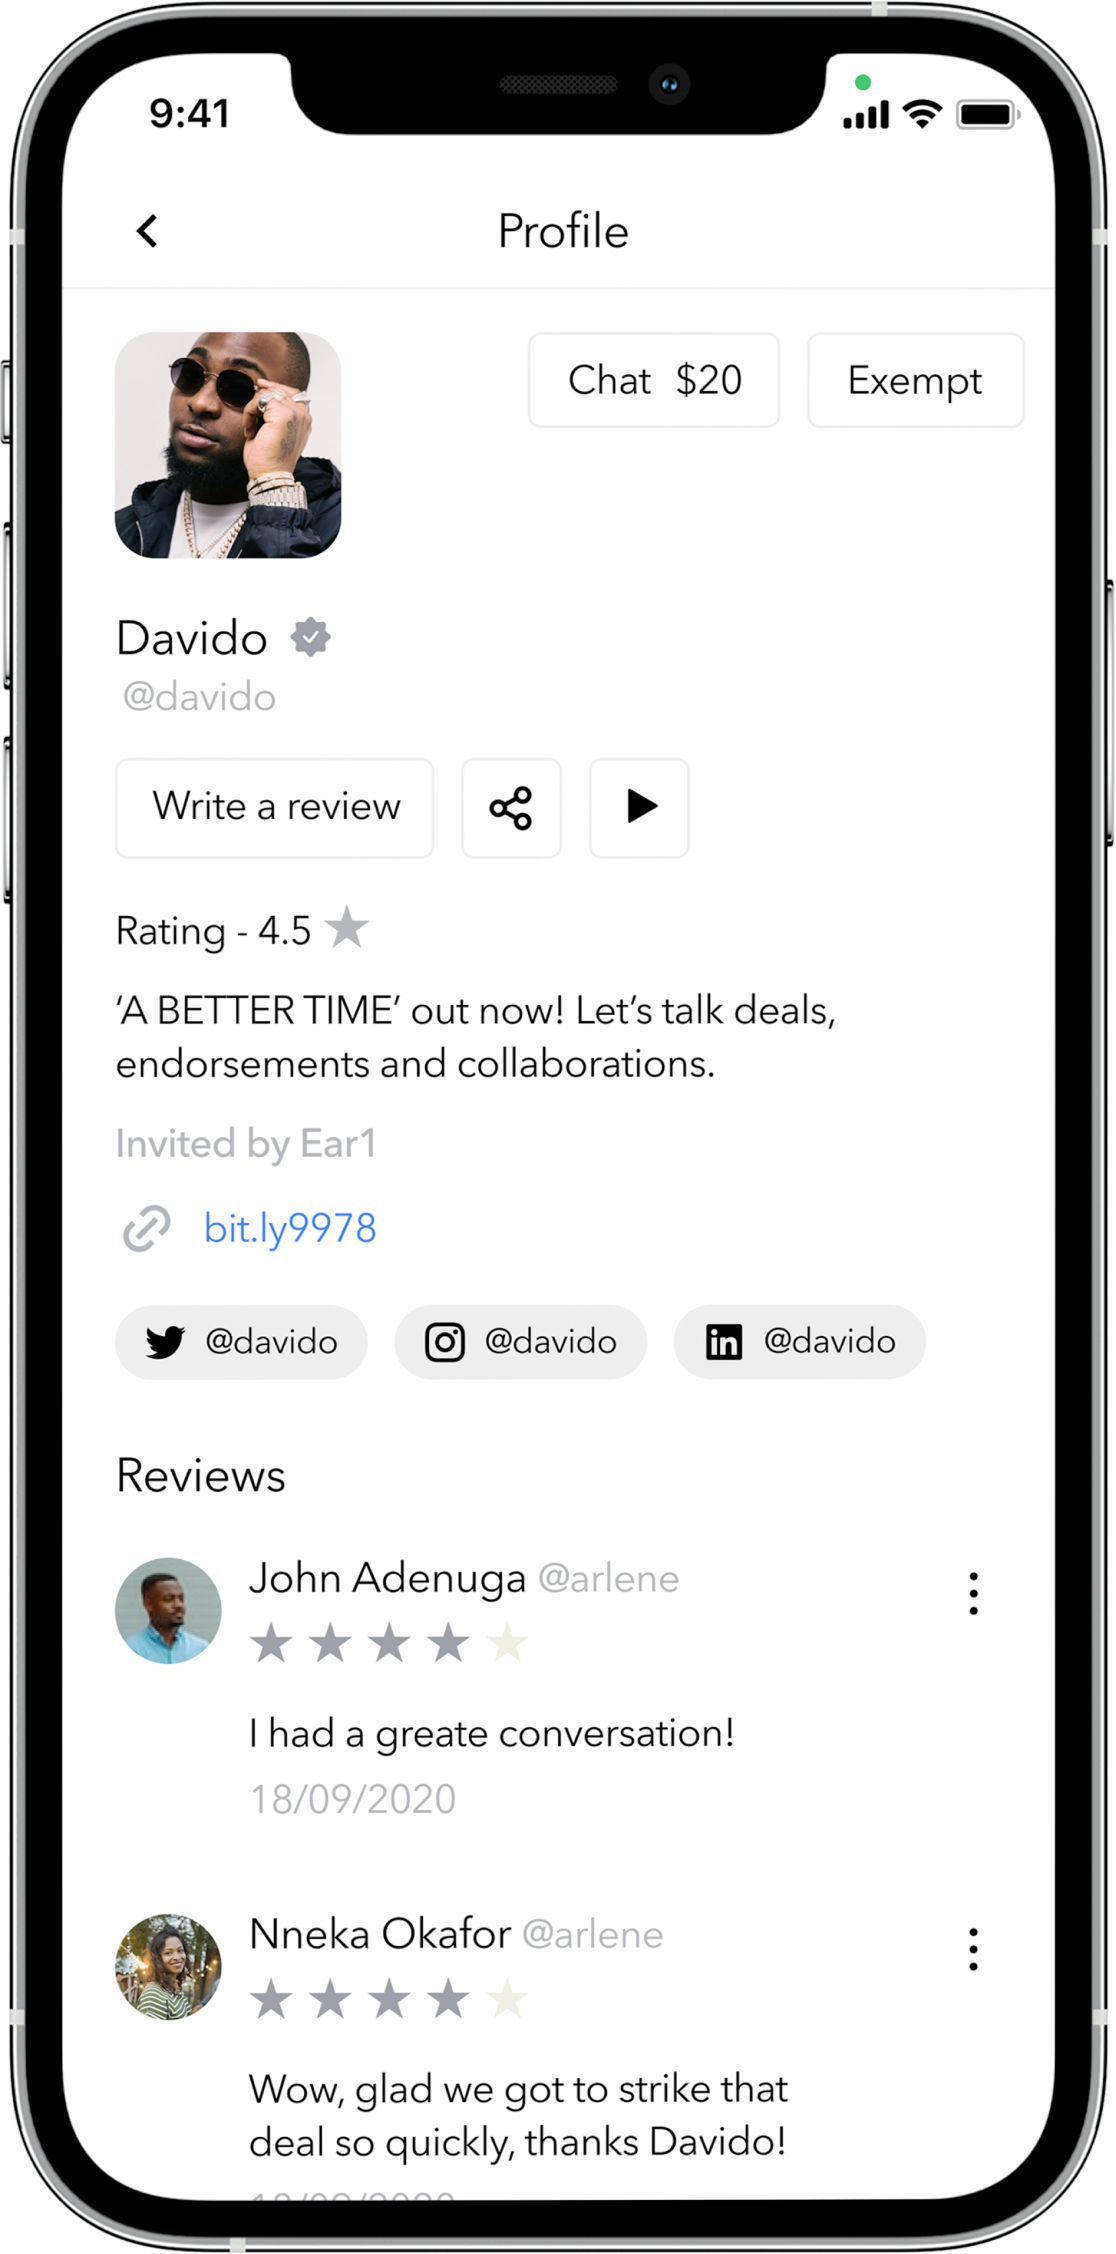 9:41
Profile
Chat $20
Exempt
Davido
@davido
Write a review
Rating - 4.5
‘A BETTER TIME’ out now! Let’s talk deals,
endorsements and collaborations.
Invited by Ear1
bit.ly9978
@davido
@davido
in @davido
Reviews
John Adenuga @arlene
I had a greate conversation!
18/09/2020
Nneka Okafor @arlene
Wow, glad we got to strike that
deal so quickly, thanks Davido!